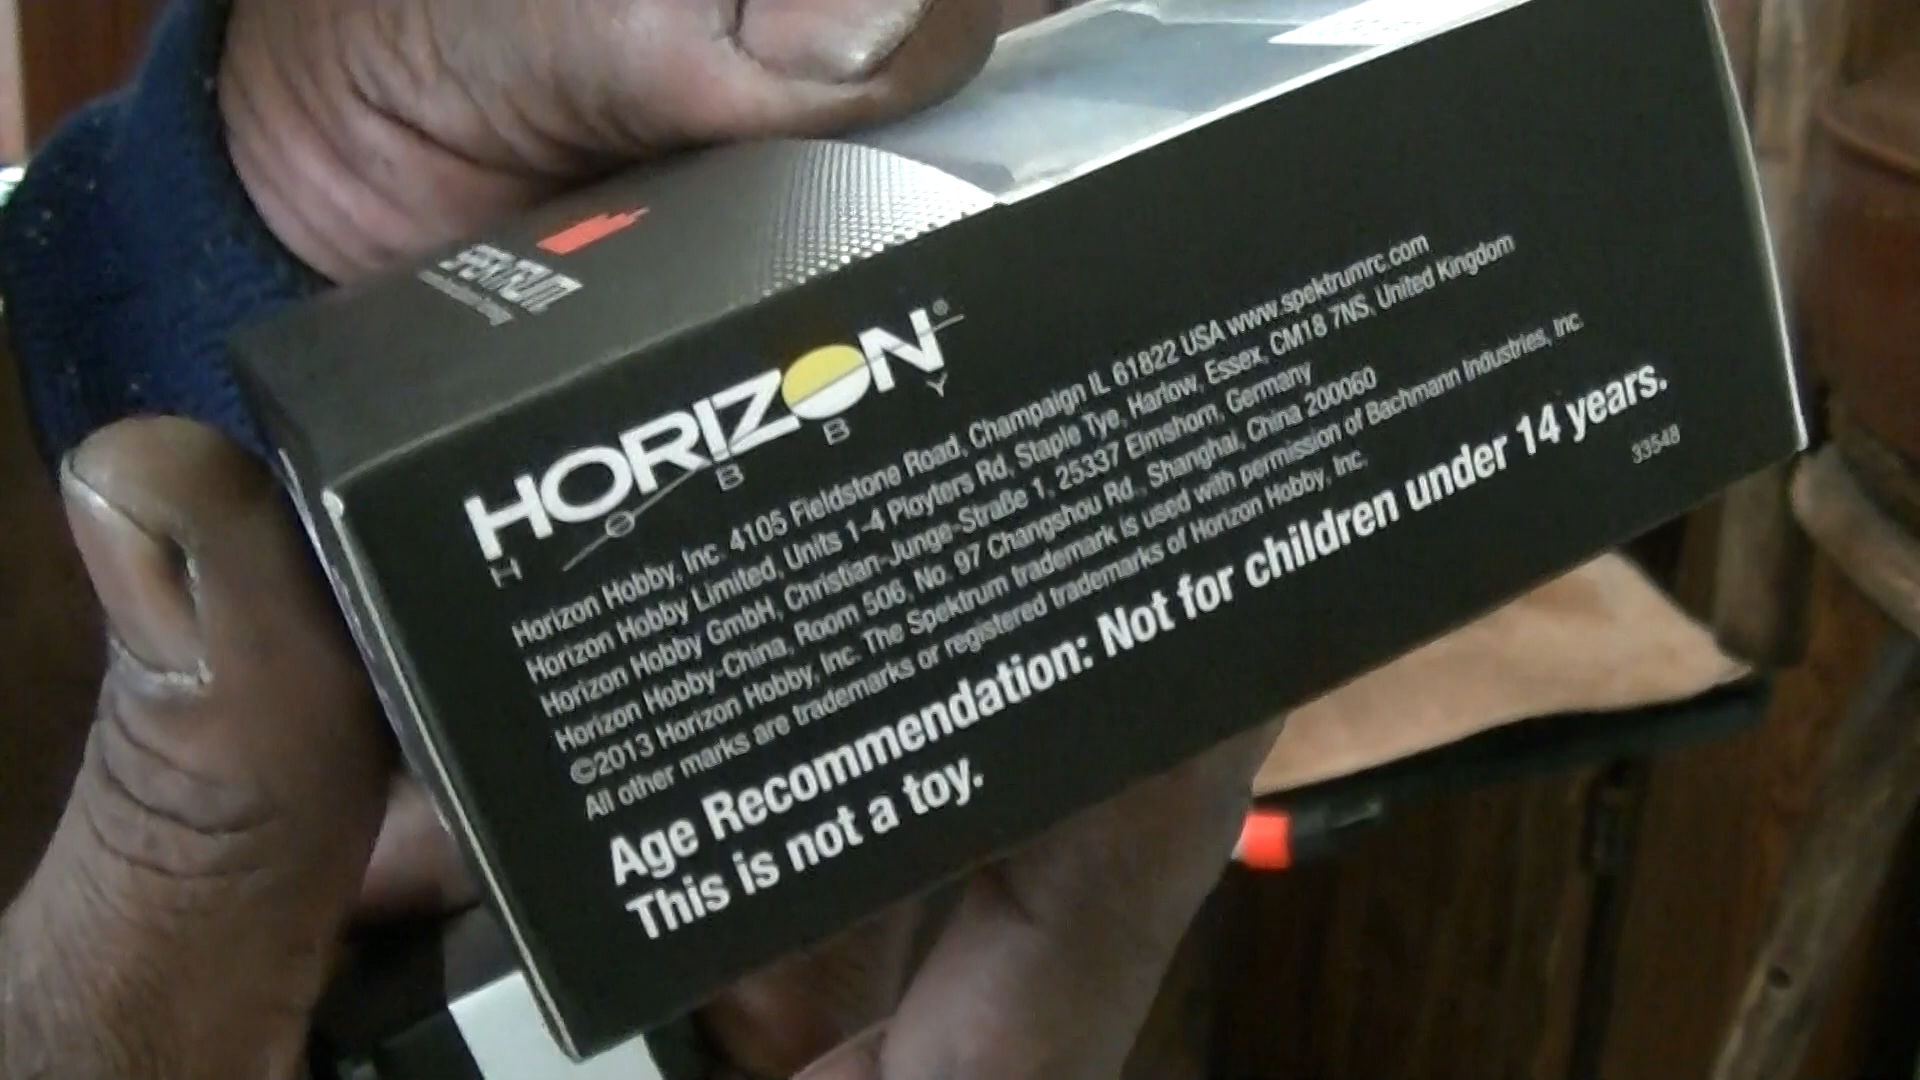 SPEKTRUM
HORIZON®
HOBBY
Horizon Hobby, Inc. 4105 Fieldstone Road, Champaign IL 61822 USA www.spektrumrc.com
Horizon Hobby Limited, Units 1-4 Ployters Rd, Staple Tye, Harlow, Essex, CM18 7NS, United Kingdom
Horizon Hobby GmbH, Christian-Junge-Straße 1, 25337 Elmshorn, Germany
Horizon Hobby-China, Room 506, No. 97 Changshou Rd., Shanghai, China 200060
©2013 Horizon Hobby, Inc. The Spektrum trademark is used with permission of Bachmann Industries, Inc.
All other marks are trademarks or registered trademarks of Horizon Hobby, Inc.
Age Recommendation: Not for children under 14 years.
This is not a toy.
33548